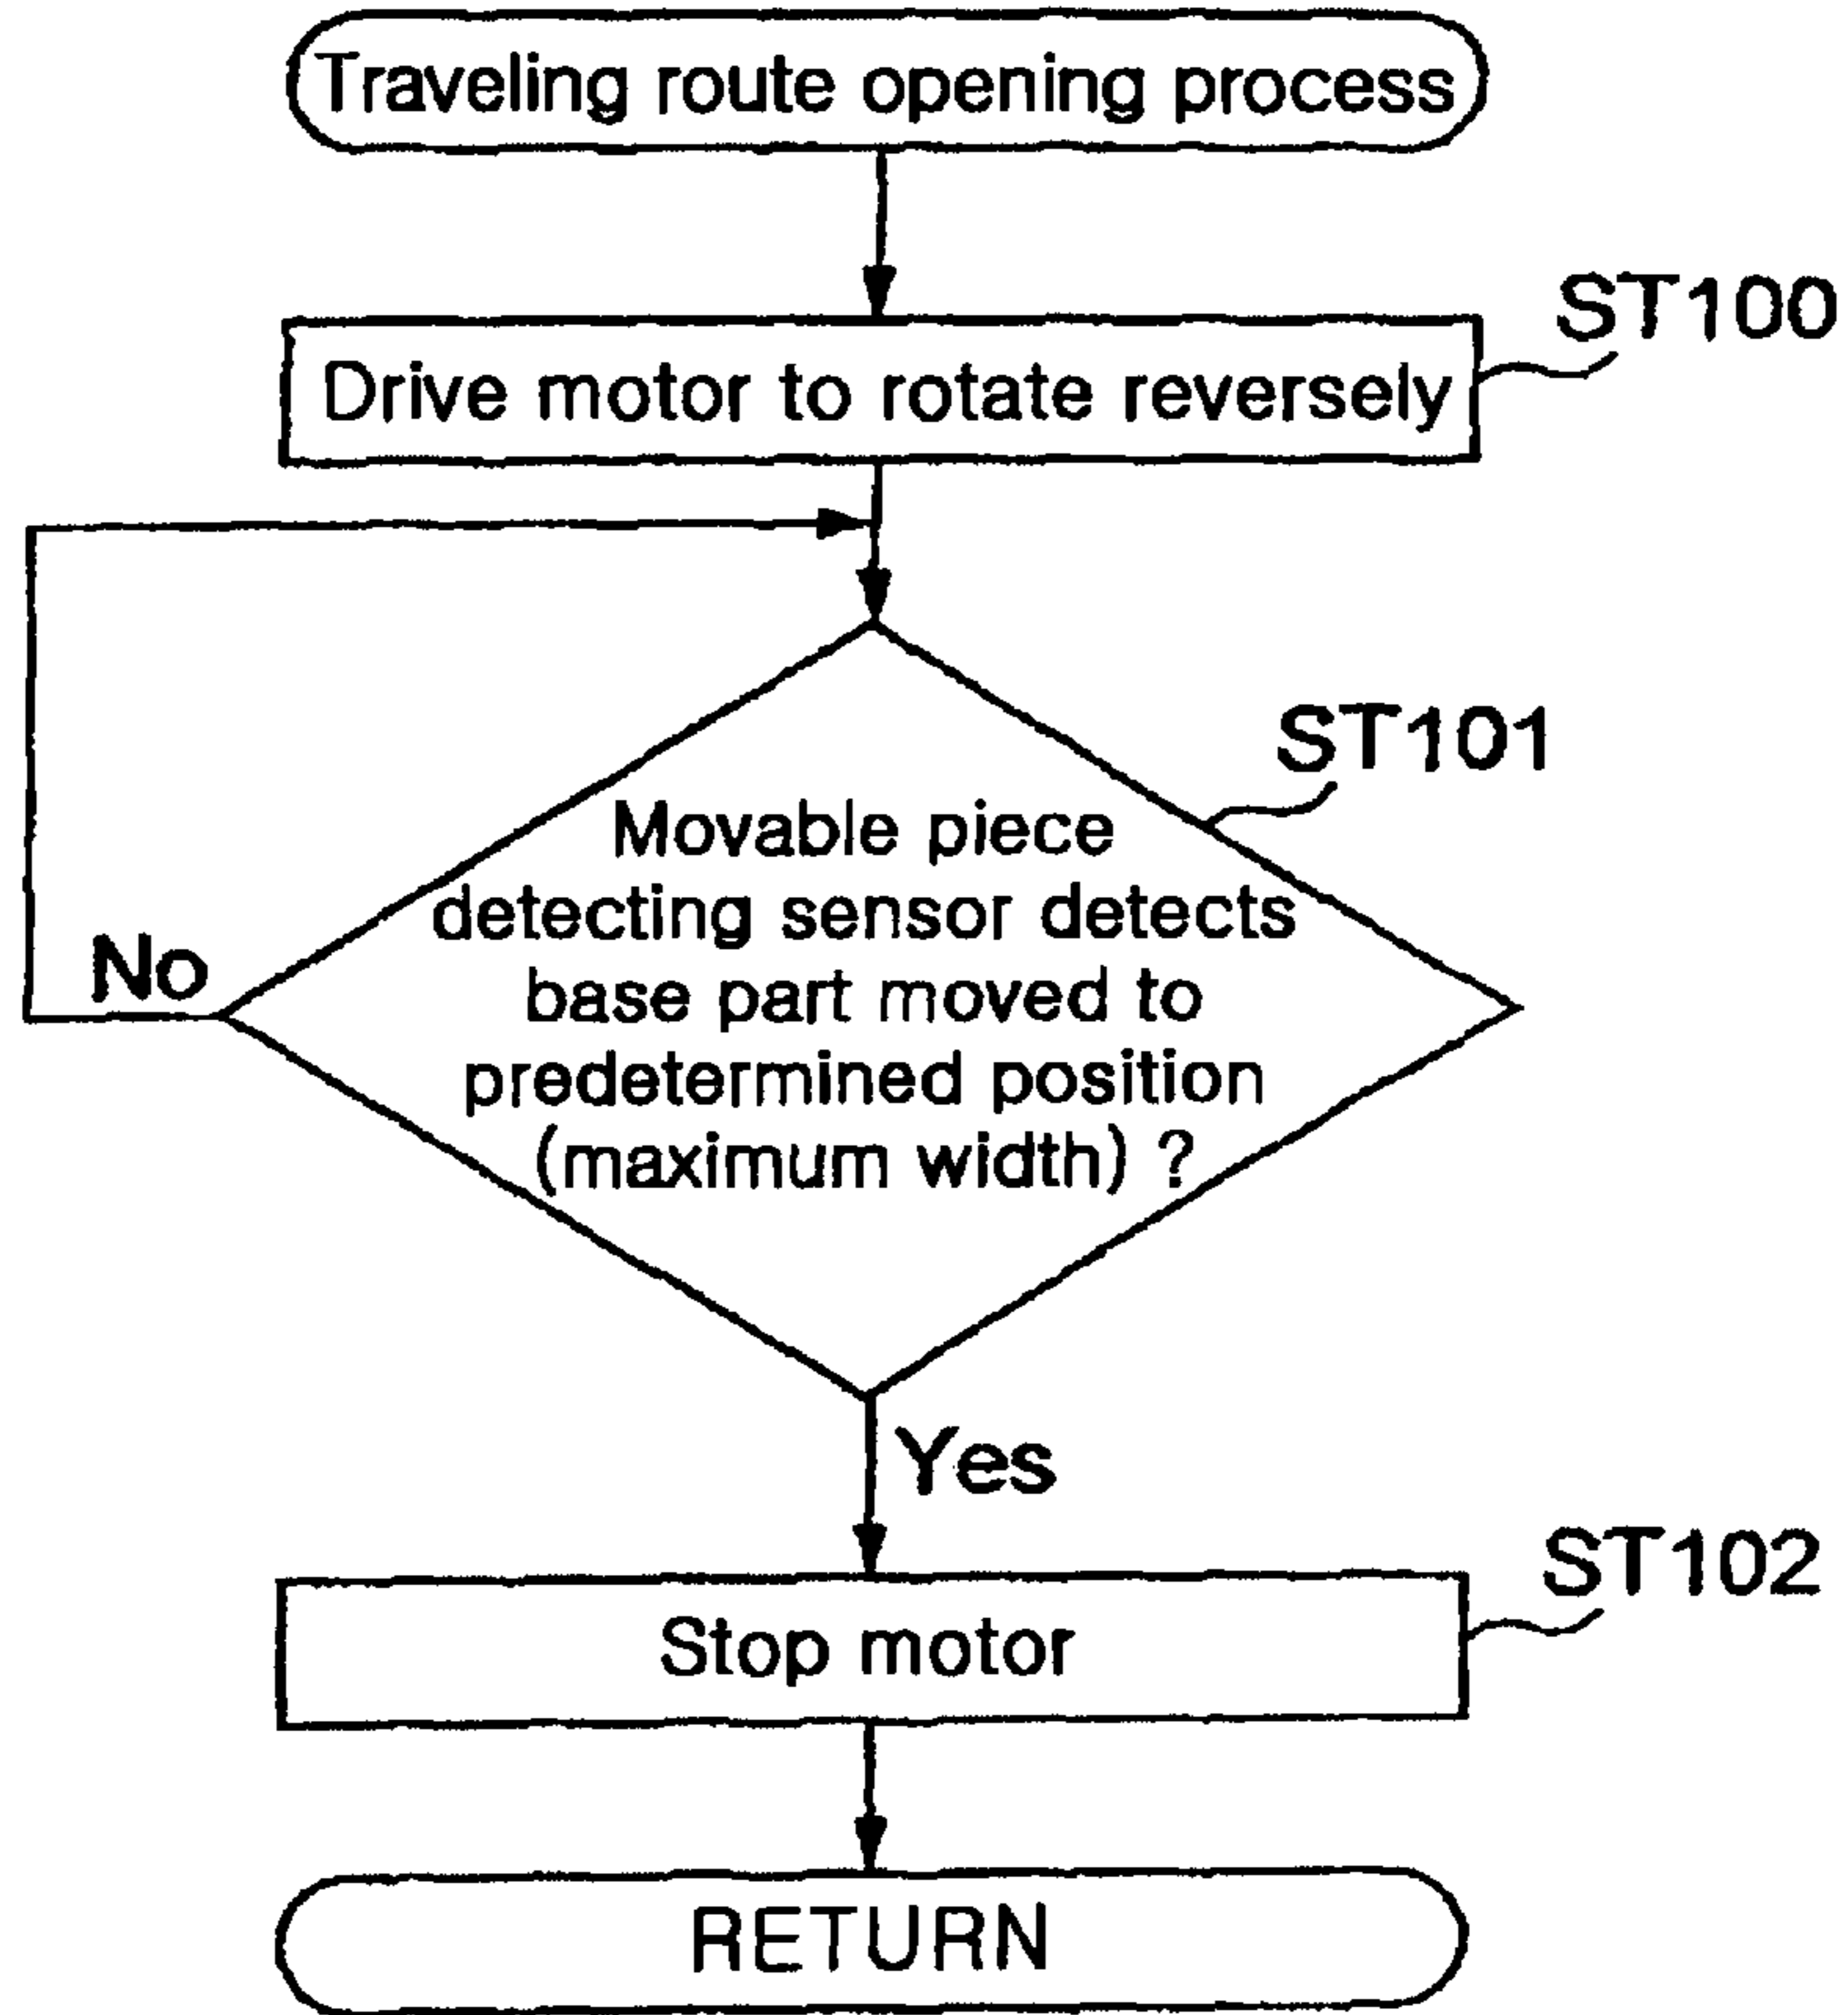 Traveling route opening process
ST100
Drive motor to rotate reversely
ST101
Movable piece
detecting sensor detects
base part moved to
predetermined position
(maximum width) ?
No
Yes
ST102
Stop motor
RETURN